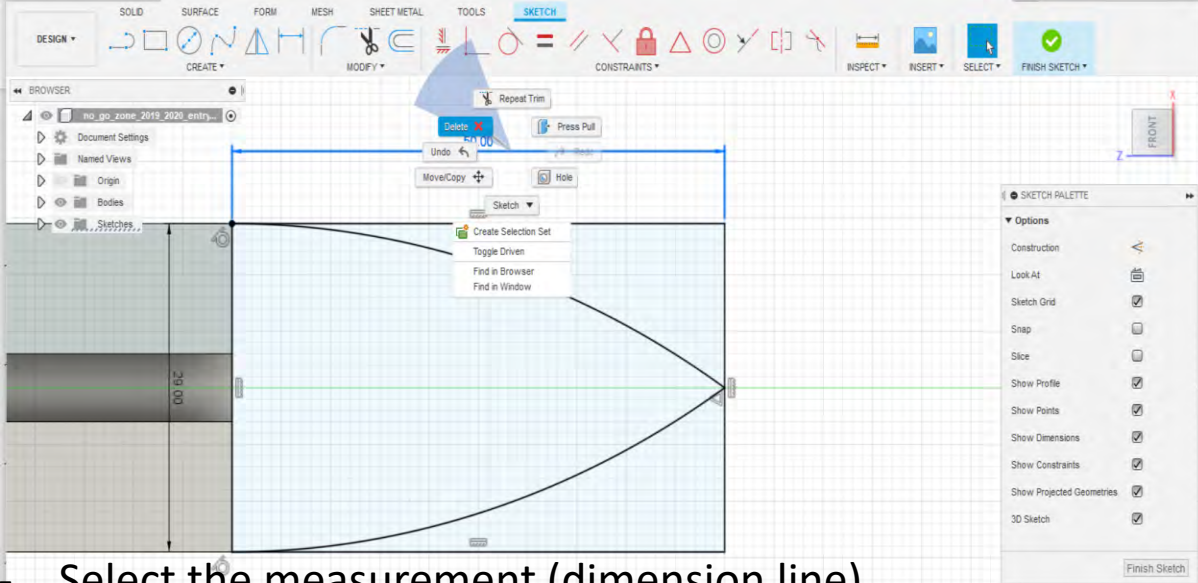 SOLID SURFACE FORM MESH SHEET METAL TOOLS SKETCH
DESIGN ▾
CREATE ▾ MODIFY ▾ CONSTRAINTS ▾ INSPECT ▾ INSERT ▾ SELECT ▾ FINISH SKETCH ▾
BROWSER
no_go_zone_2019_2020_entry...
Document Settings
Named Views
Origin
Bodies
Sketches
Repeat Trim
Delete
Press Pull
50.00
Undo
Redo
Move/Copy
Hole
Sketch ▼
Create Selection Set
Toggle Driven
Find in Browser
Find in Window
29.00
X
FRONT
Z
SKETCH PALETTE
▼ Options
Construction
Look At
Sketch Grid
Snap
Slice
Show Profile
Show Points
Show Dimensions
Show Constraints
Show Projected Geometries
3D Sketch
Finish Sketch
- Select the measurement (dimension line)